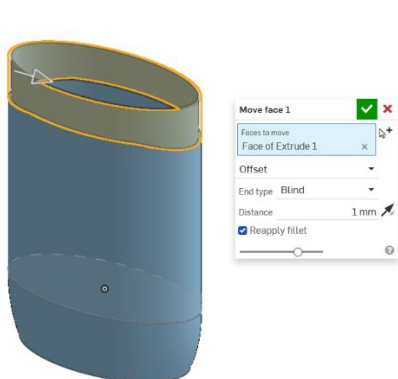 Move face 1
Faces to move
Face of Extrude 1
Offset
End type Blind
Distance 1 mm
Reapply fillet